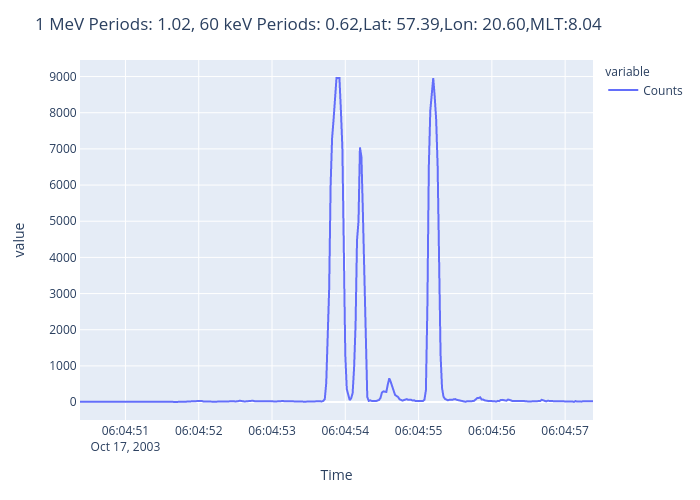 1 MeV Periods: 1.02, 60 keV Periods: 0.62,Lat: 57.39,Lon: 20.60,MLT:8.04
variable
Counts
value
9000
8000
7000
6000
5000
4000
3000
2000
1000
0
06:04:51 06:04:52 06:04:53 06:04:54 06:04:55 06:04:56 06:04:57
Oct 17, 2003
Time